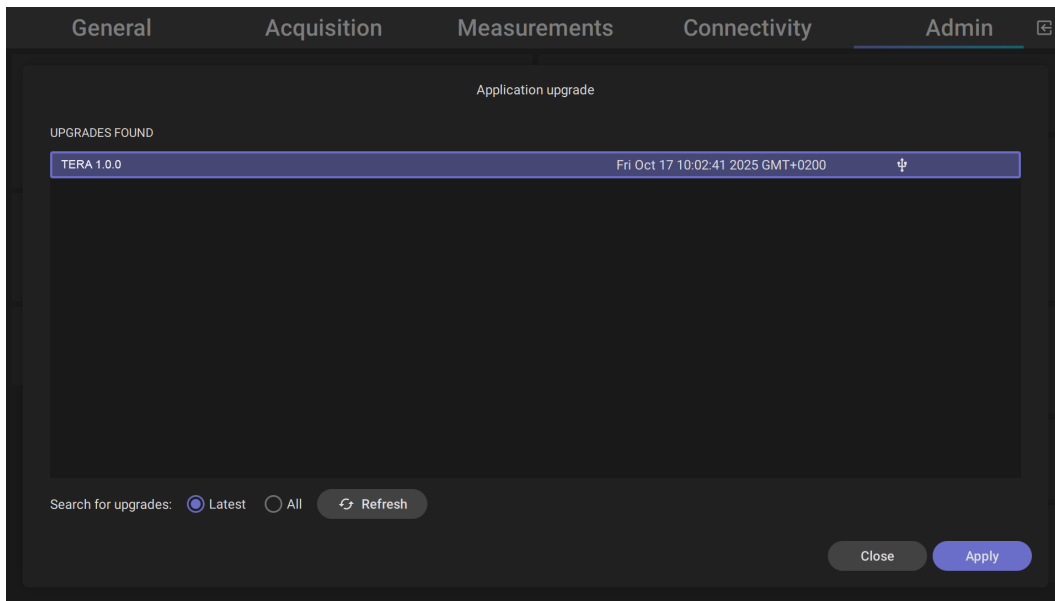 General Acquisition Measurements Connectivity Admin
Application upgrade
UPGRADES FOUND
TERA 1.0.0 Fri Oct 17 10:02:41 2025 GMT+0200
Search for upgrades: Latest All Refresh
Close Apply